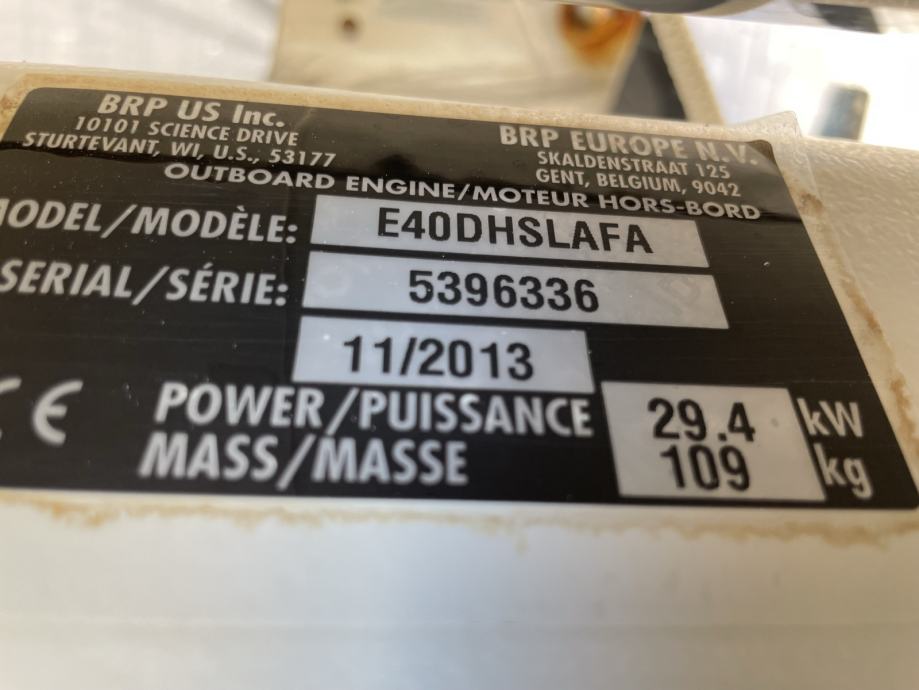 BRP US Inc.
10101 SCIENCE DRIVE
STURTEVANT, WI, U.S., 53177
BRP EUROPE N.V.
SKALDENSTRAAT 125
GENT, BELGIUM, 9042
OUTBOARD ENGINE/MOTEUR HORS-BORD
MODEL/MODÈLE: E40DHSLAFA
SERIAL/SÉRIE: 5396336
11/2013
CE POWER/PUISSANCE 29.4 kW
MASS/MASSE 109 kg